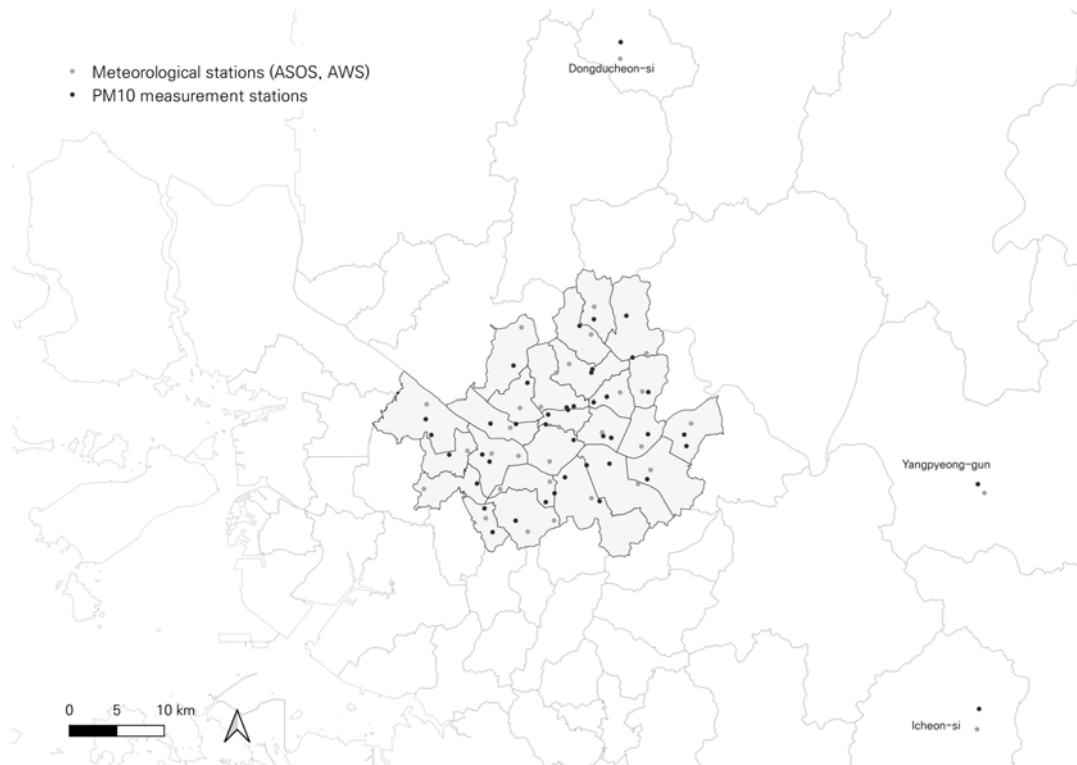 Meteorological stations (ASOS, AWS)
PM10 measurement stations
Dongducheon-si
Yangpyeong-gun
Icheon-si
0 5 10 km